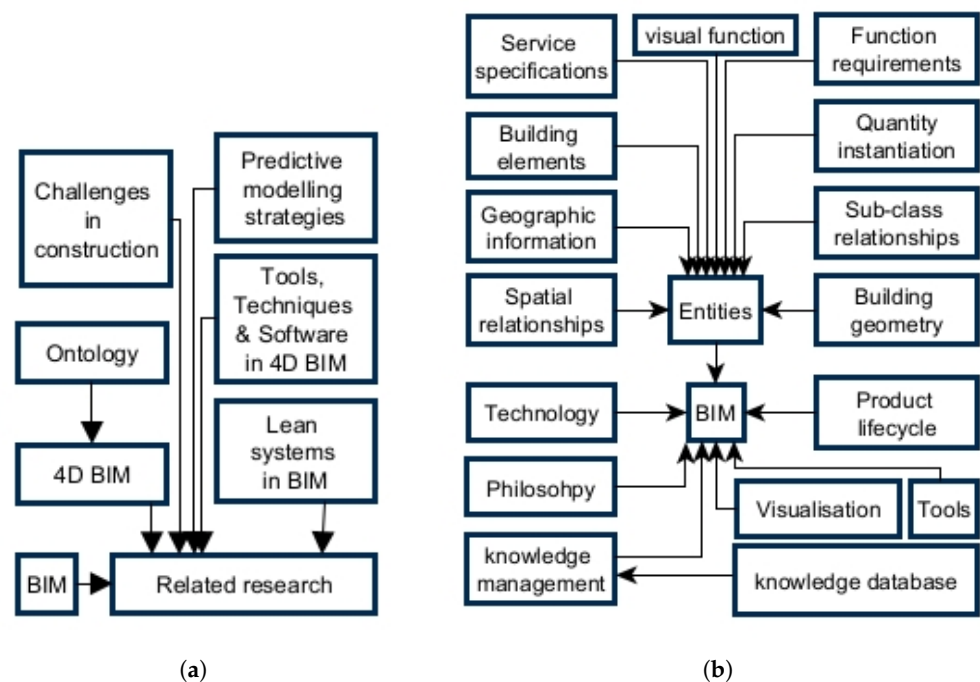 Challenges
in
construction
Predictive
modelling
strategies
Tools,
Techniques
& Software
in 4D BIM
Ontology
Lean
systems
in BIM
4D BIM
BIM
Related research
(a)
Service
specifications
visual function
Function
requirements
Building
elements
Quantity
instantiation
Geographic
information
Sub-class
relationships
Spatial
relationships
Entities
Building
geometry
Technology
BIM
Product
lifecycle
Philosohpy
Visualisation
Tools
knowledge
management
knowledge database
(b)